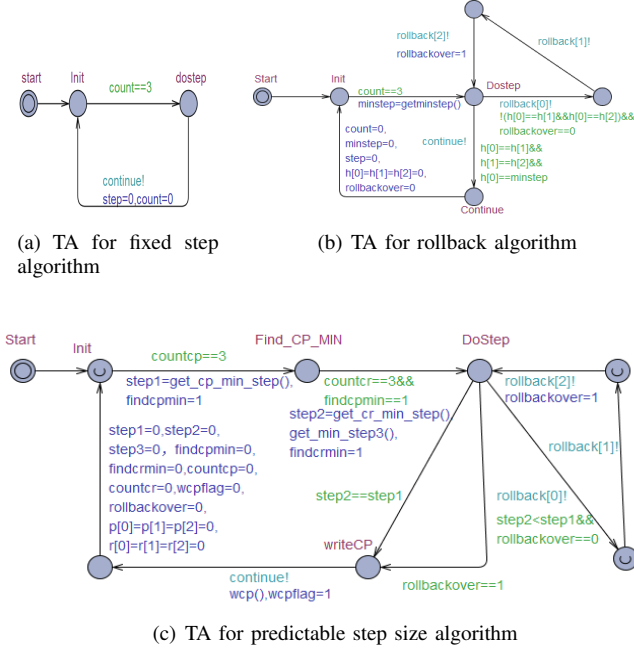 start
Init
count==3
dostep
continue!
step=0,count=0
(a) TA for fixed step
algorithm
rollback[2]!
rollbackover=1
rollback[1]!
Start
Init
count==3
minstep=getminstep()
Dostep
rollback[0]!
!(h[0]==h[1]&&h[0]==h[2])&&
rollbackover==0
count=0,
minstep=0,
step=0,
h[0]=h[1]=h[2]=0,
rollbackover=0
continue!
h[0]==h[1]&&
h[1]==h[2]&&
h[0]==minstep
Continue
(b) TA for rollback algorithm
Start
Init
countcp==3
step1=get_cp_min_step(),
findcpmin=1
Find_CP_MIN
countcr==3&&
findcpmin==1
step2=get_cr_min_step(),
get_min_step3(),
findcrmin=1
DoStep
rollback[2]!
rollbackover=1
rollback[1]!
rollback[0]!
step2<step1&&
rollbackover==0
step1=0,step2=0,
step3=0, findcpmin=0,
findcrmin=0,countcp=0,
countcr=0,wcpflag=0,
rollbackover=0,
p[0]=p[1]=p[2]=0,
r[0]=r[1]=r[2]=0
step2==step1
writeCP
continue!
wcp(),wcpflag=1
rollbackover==1
(c) TA for predictable step size algorithm